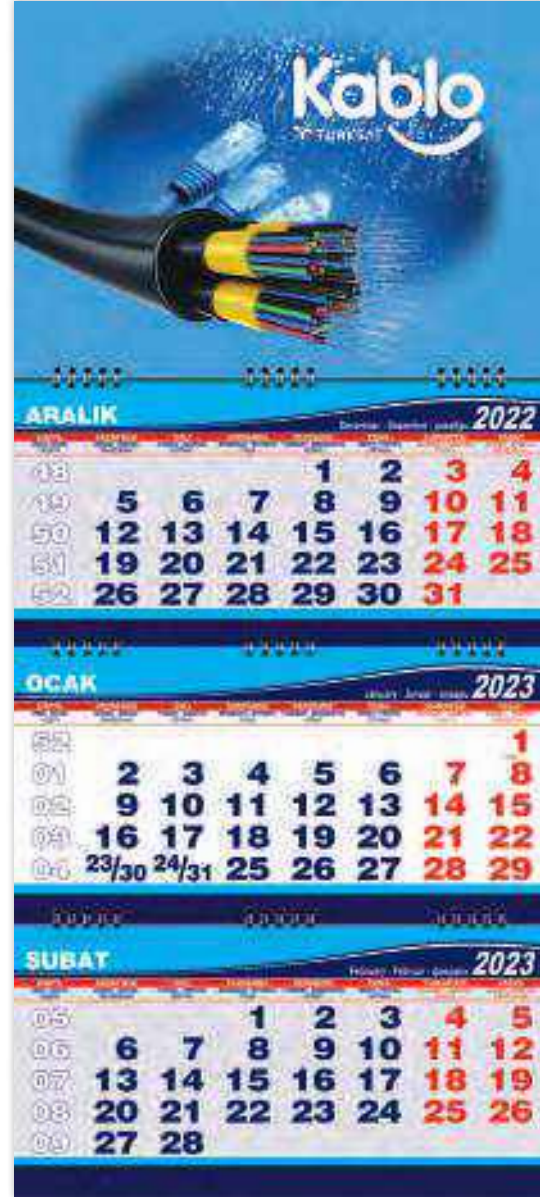 Kablo
TÜRKSAT
ARALIK 2022
48 1 2 3 4
49 5 6 7 8 9 10 11
50 12 13 14 15 16 17 18
51 19 20 21 22 23 24 25
52 26 27 28 29 30 31
OCAK 2023
52 1
01 2 3 4 5 6 7 8
02 9 10 11 12 13 14 15
03 16 17 18 19 20 21 22
04 23/30 24/31 25 26 27 28 29
SUBAT 2023
05 1 2 3 4 5
06 6 7 8 9 10 11 12
07 13 14 15 16 17 18 19
08 20 21 22 23 24 25 26
09 27 28